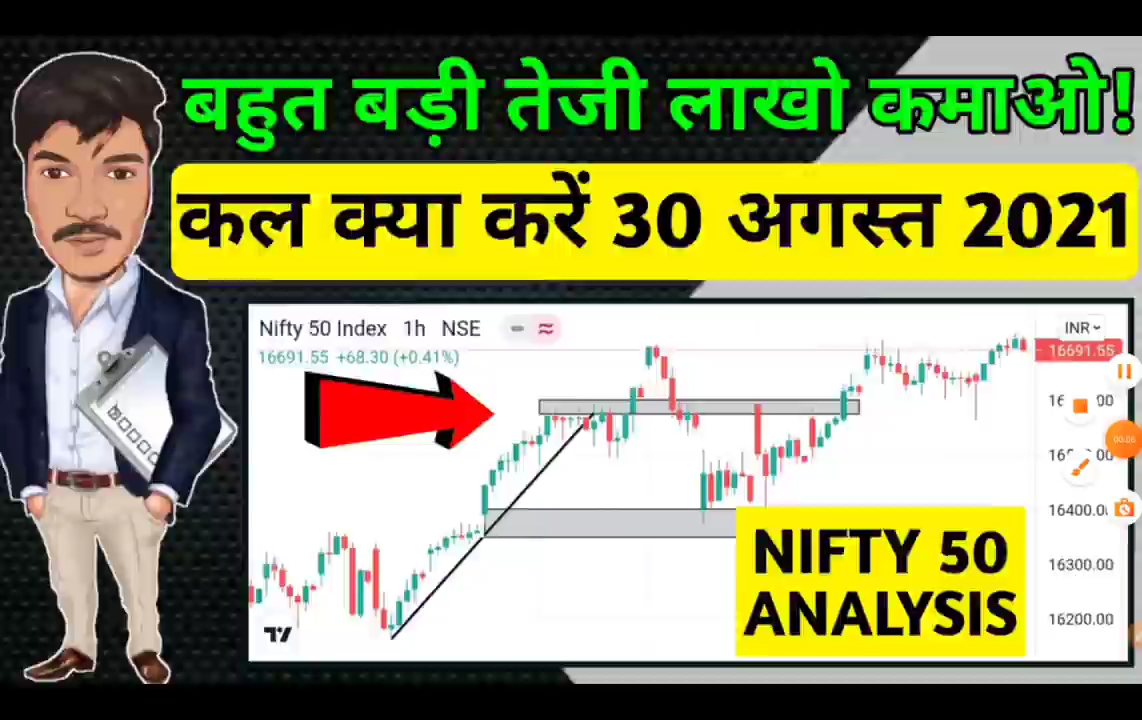 बहुत बड़ी तेजी लाखो कमाओ!
कल क्या करें 30 अगस्त 2021
Nifty 50 Index 1h NSE
INR
16691.55 +68.30 (+0.41%)
16691.55
16400.00
NIFTY 50
16300.00
ANALYSIS
16200.00